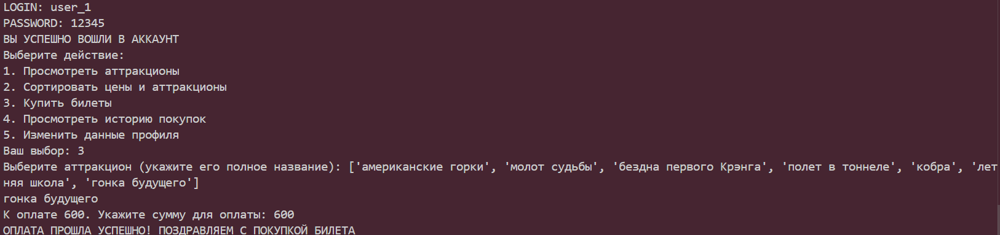 LOGIN: user_1
PASSWORD: 12345
ВЫ УСПЕШНО ВОШЛИ В АККАУНТ
Выберите действие:
1. Просмотреть аттракционы
2. Сортировать цены и аттракционы
3. Купить билеты
4. Просмотреть историю покупок
5. Изменить данные профиля
Ваш выбор: 3
Выберите аттракцион (укажите его полное название): ['американские горки', 'молот судьбы', 'бездна первого Крэнга', 'полет в тоннеле', 'кобра', 'лет
няя школа', 'гонка будущего']
гонка будущего
К оплате 600. Укажите сумму для оплаты: 600
ОПЛАТА ПРОШЛА УСПЕШНО! ПОЗДРАВЛЯЕМ С ПОКУПКОЙ БИЛЕТА